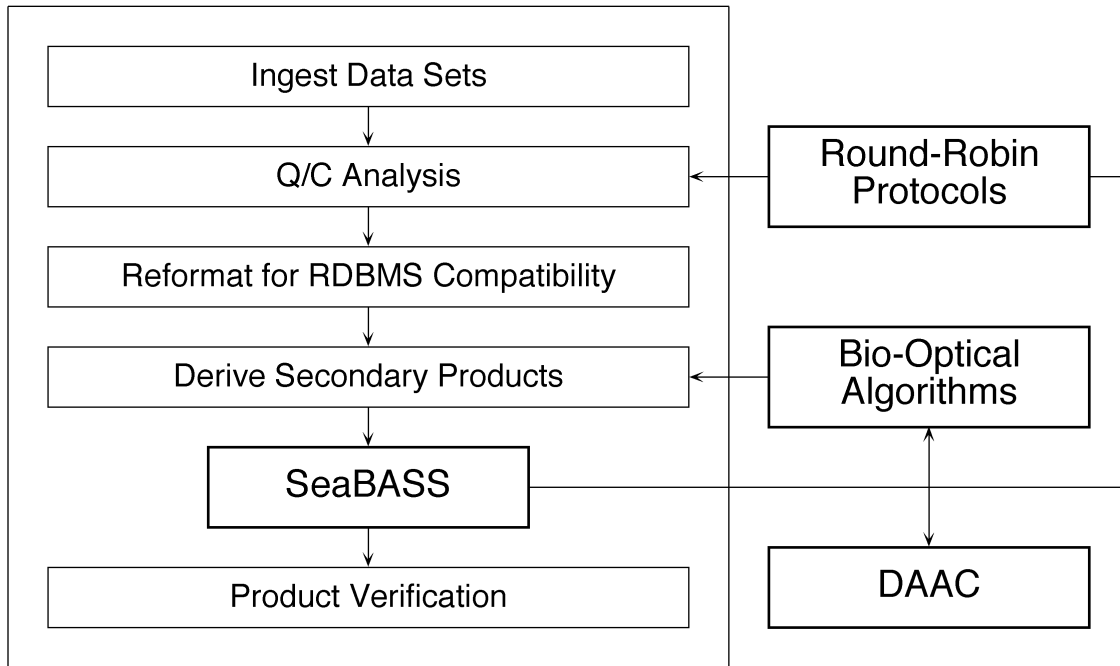 Ingest Data Sets
Q/C Analysis
Reformat for RDBMS Compatibility
Derive Secondary Products
SeaBASS
Product Verification
Round-Robin
Protocols
Bio-Optical
Algorithms
DAAC